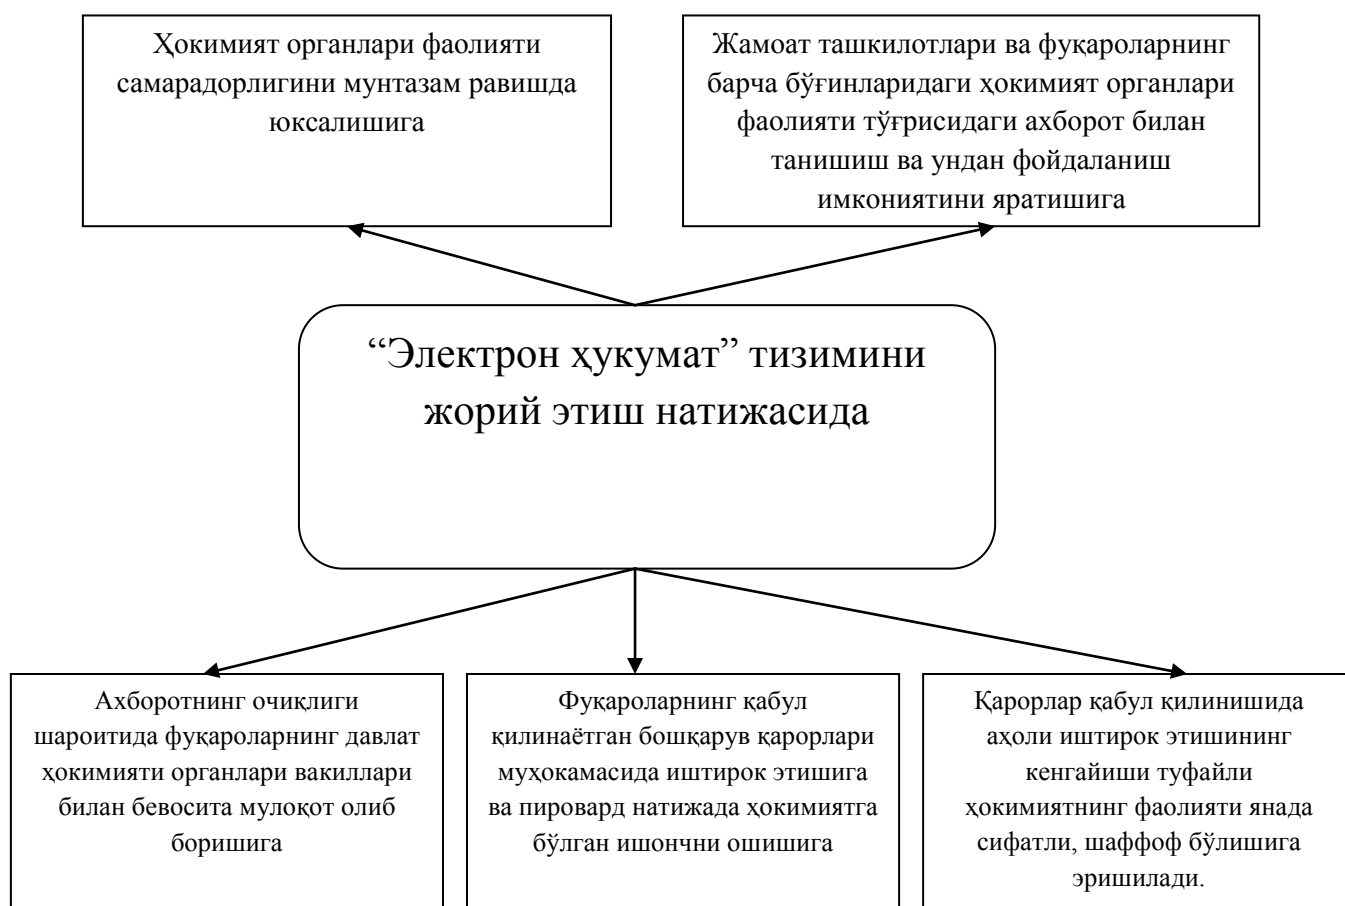 Ҳокимият органлари фаолияти
самарадорлигини мунтазам равишда
юксалишига
Жамоат ташкилотлари ва фуқароларнинг
барча бўғинларидаги ҳокимият органлари
фаолияти тўғрисидаги ахборот билан
танишиш ва ундан фойдаланиш
имкониятини яратишига
“Электрон ҳукумат” тизимини
жорий этиш натижасида
Ахборотнинг очиқлиги
шароитида фуқароларнинг давлат
ҳокимияти органлари вакиллари
билан бевосита мулоқот олиб
боришига
Фуқароларнинг қабул
қилинаётган бошқарув қарорлари
муҳокамасида иштирок этишига
ва пировард натижада ҳокимиятга
бўлган ишончни ошишига
Қарорлар қабул қилинишида
аҳоли иштирок этишининг
кенгайиши туфайли
ҳокимиятнинг фаолияти янада
сифатли, шаффоф бўлишига
эришилади.